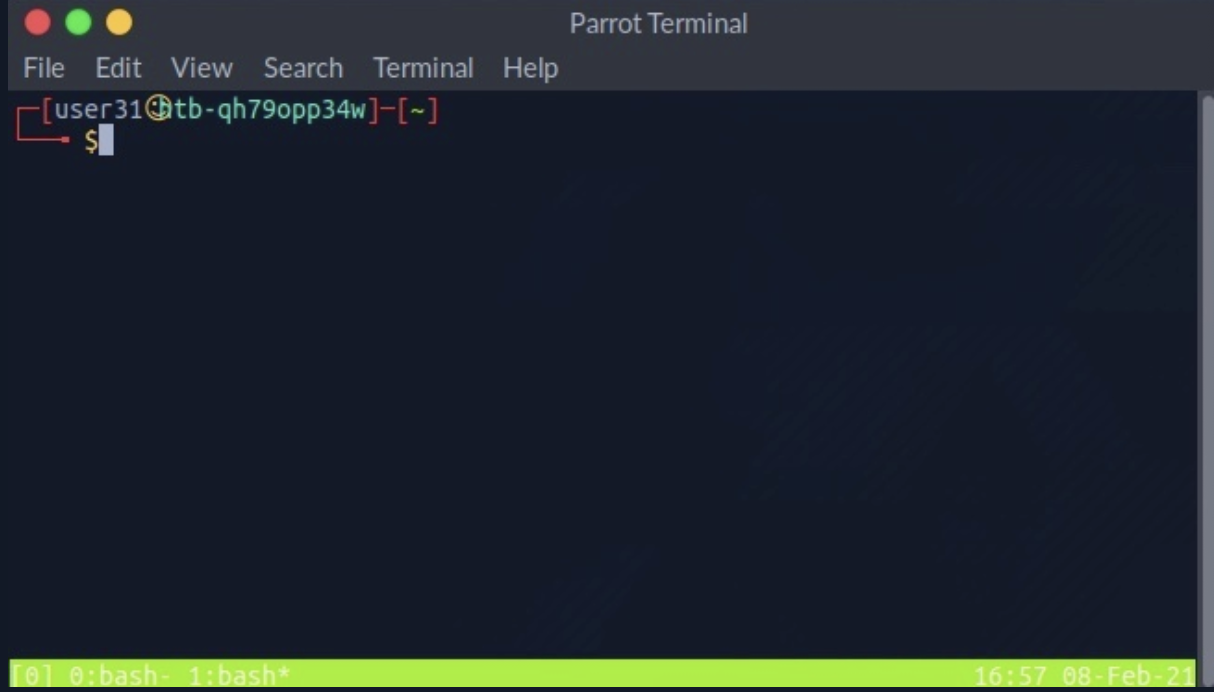 Parrot Terminal
File Edit View Search Terminal Help
┌─[user31☺htb-qh79opp34w]─[~]
└──╼ $
[0] 0:bash- 1:bash* 16:57 08-Feb-21